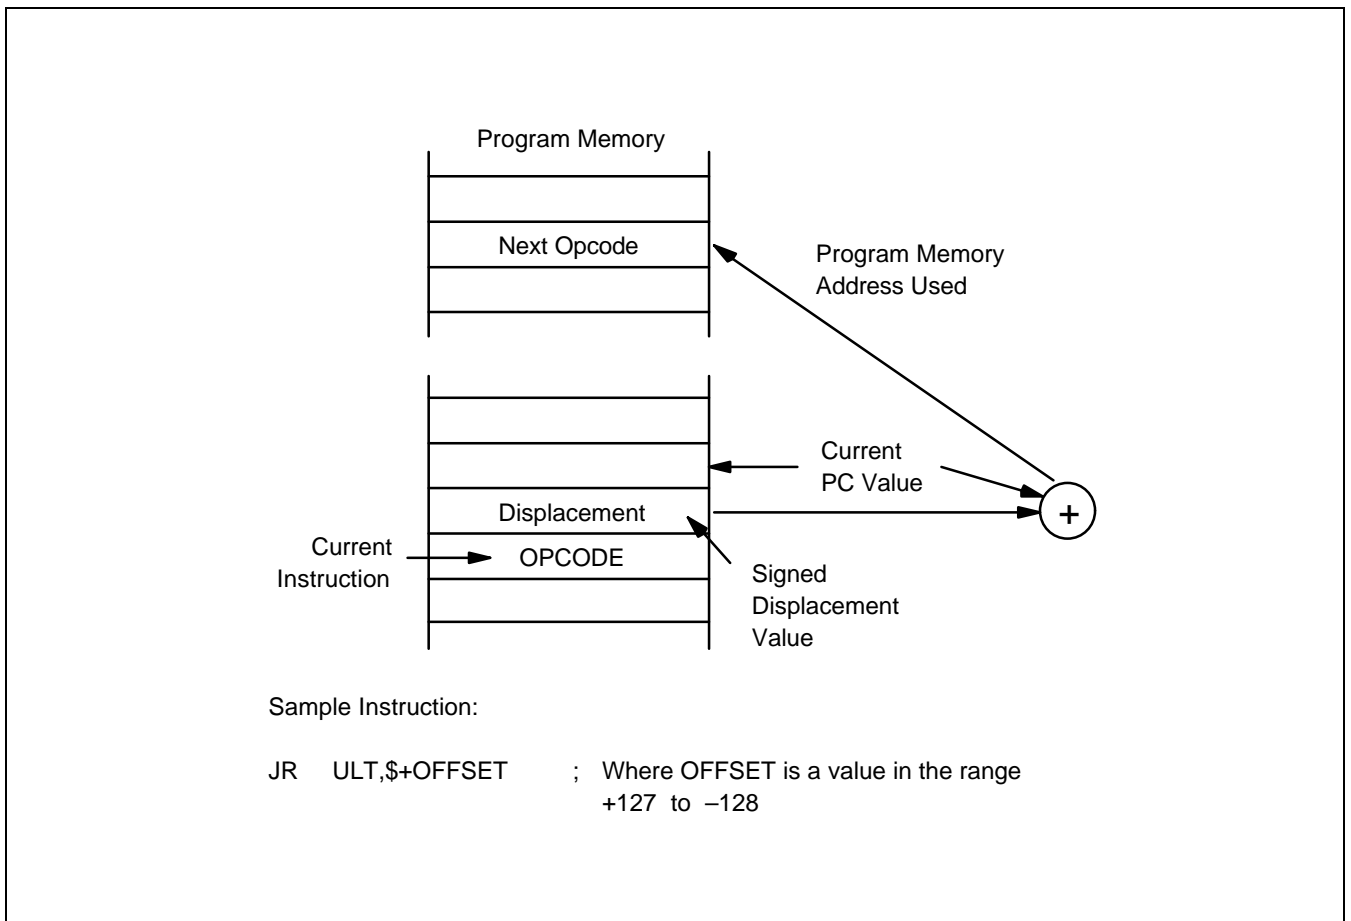 Program Memory
Next Opcode
Program Memory
Address Used
Current
PC Value
Displacement
+
Current
Instruction
OPCODE
Signed
Displacement
Value
Sample Instruction:
JR ULT,$+OFFSET ; Where OFFSET is a value in the range
+127 to –128